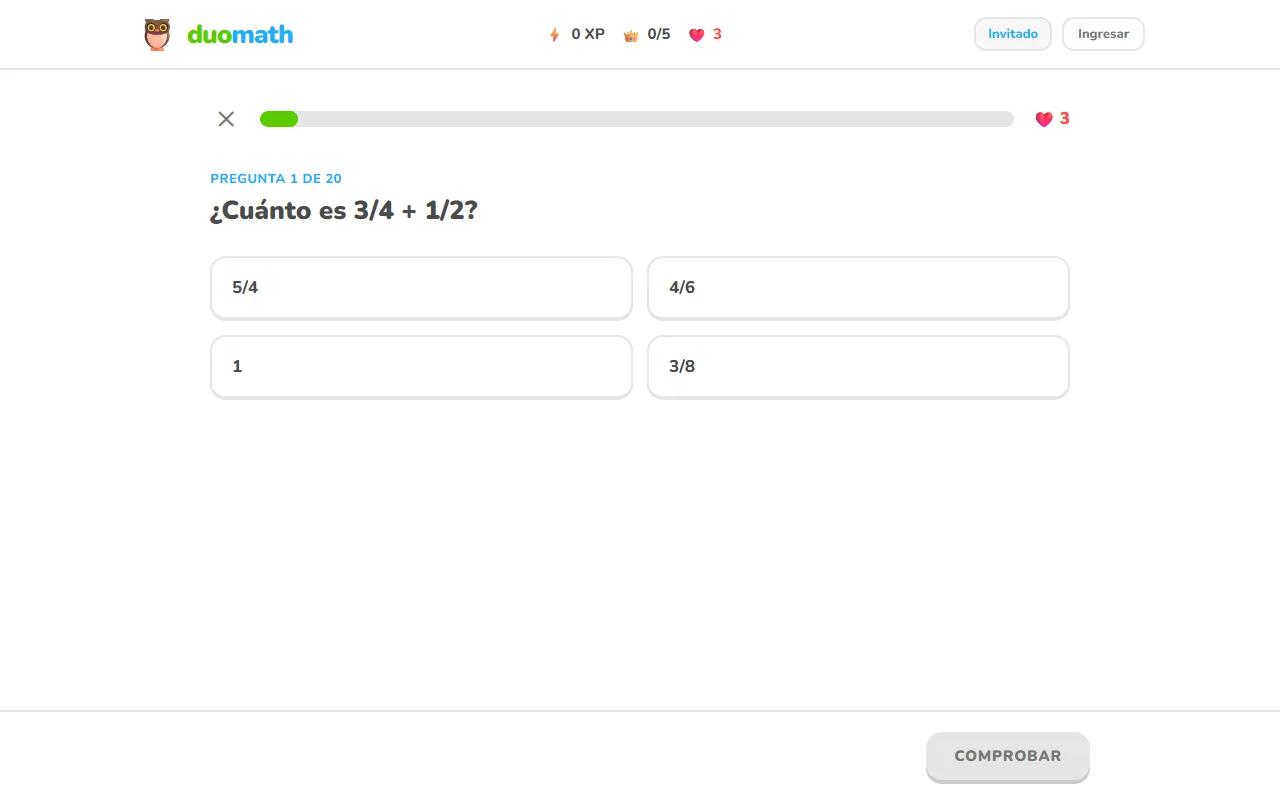 duomath
0 XP
0/5
3
Invitado
Ingresar
3
PREGUNTA 1 DE 20
¿Cuánto es 3/4 + 1/2?
5/4
4/6
1
3/8
COMPROBAR